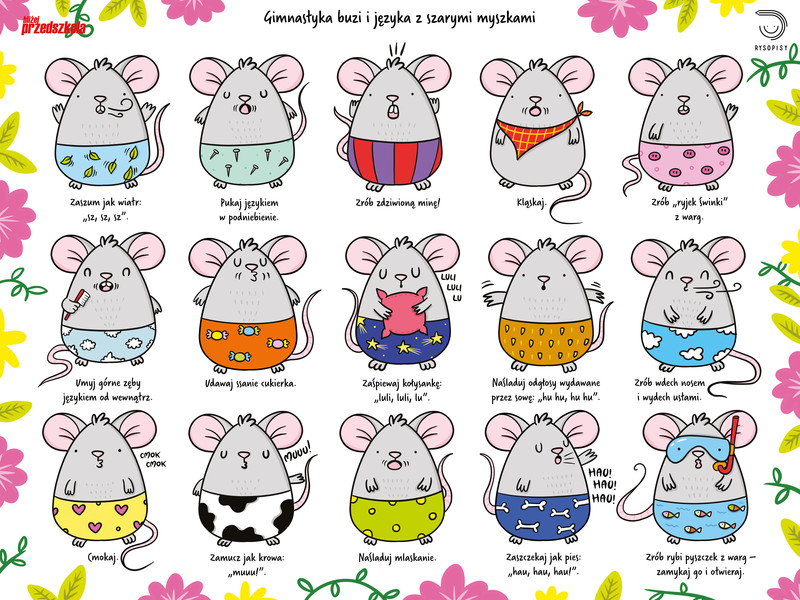 bliżej
przedszkola
Gimnastyka buzi i języka z szarymi myszkami
RYSOPISY
Zaszum jak wiatr:
„sz, sz, sz”.
Pukaj językiem
w podniebienie.
Zrób zdziwioną minę!
Kląskaj.
Zrób „ryjek świnki”
z warg.
LULI
LULI
LU
Umyj górne zęby
językiem od wewnątrz.
Udawaj ssanie cukierka.
Zaśpiewaj kołysankę:
„luli, luli, lu”.
Naśladuj odgłosy wydawane
przez sowę: „hu hu, hu hu”.
Zrób wdech nosem
i wydech ustami.
CMOK
CMOK
MUUU!
HAU!
HAU!
HAU!
Cmokaj.
Zamucz jak krowa:
„muuu!”.
Naśladuj mlaskanie.
Zaszczekaj jak pies:
„hau, hau, hau!”.
Zrób rybi pyszczek z warg –
zamykaj go i otwieraj.